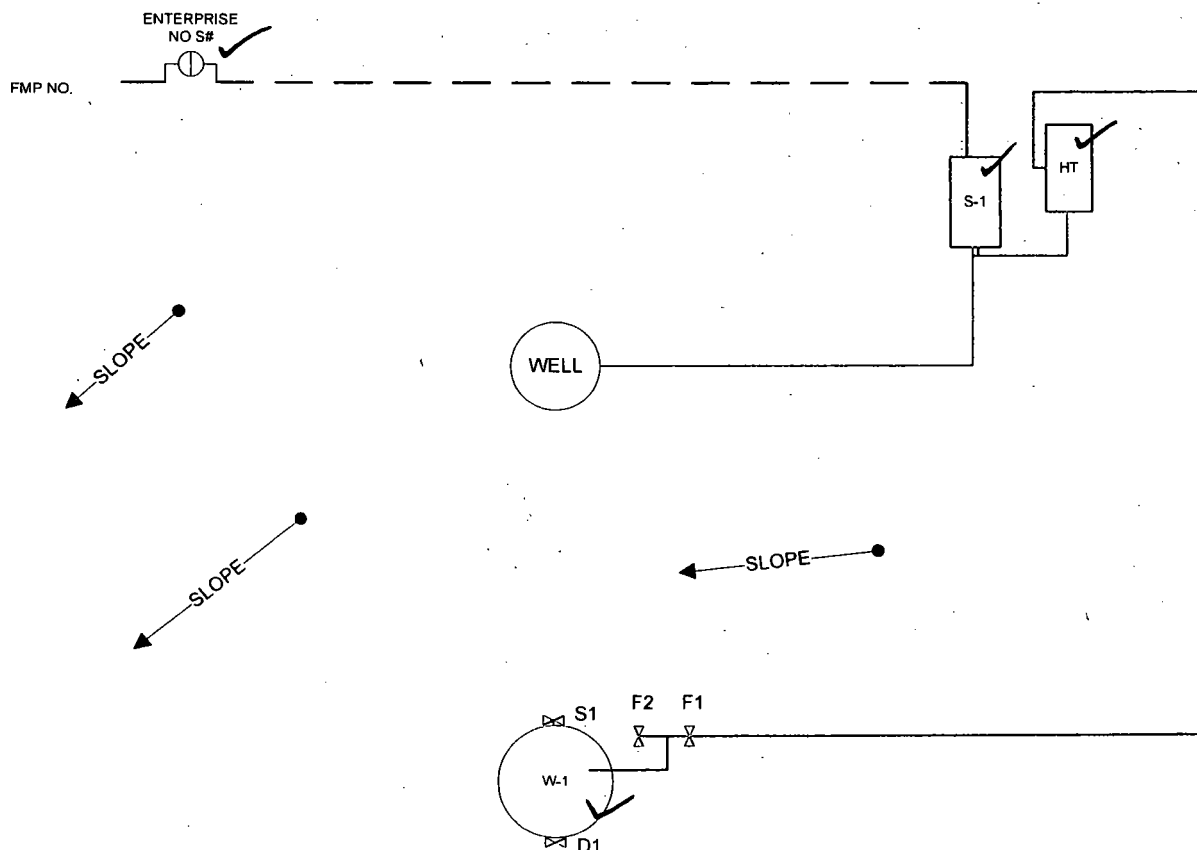 ENTERPRISE
NO S#
FMP NO.
HT
S-1
SLOPE
WELL
SLOPE
SLOPE
S1
F2
F1
W-1
D1